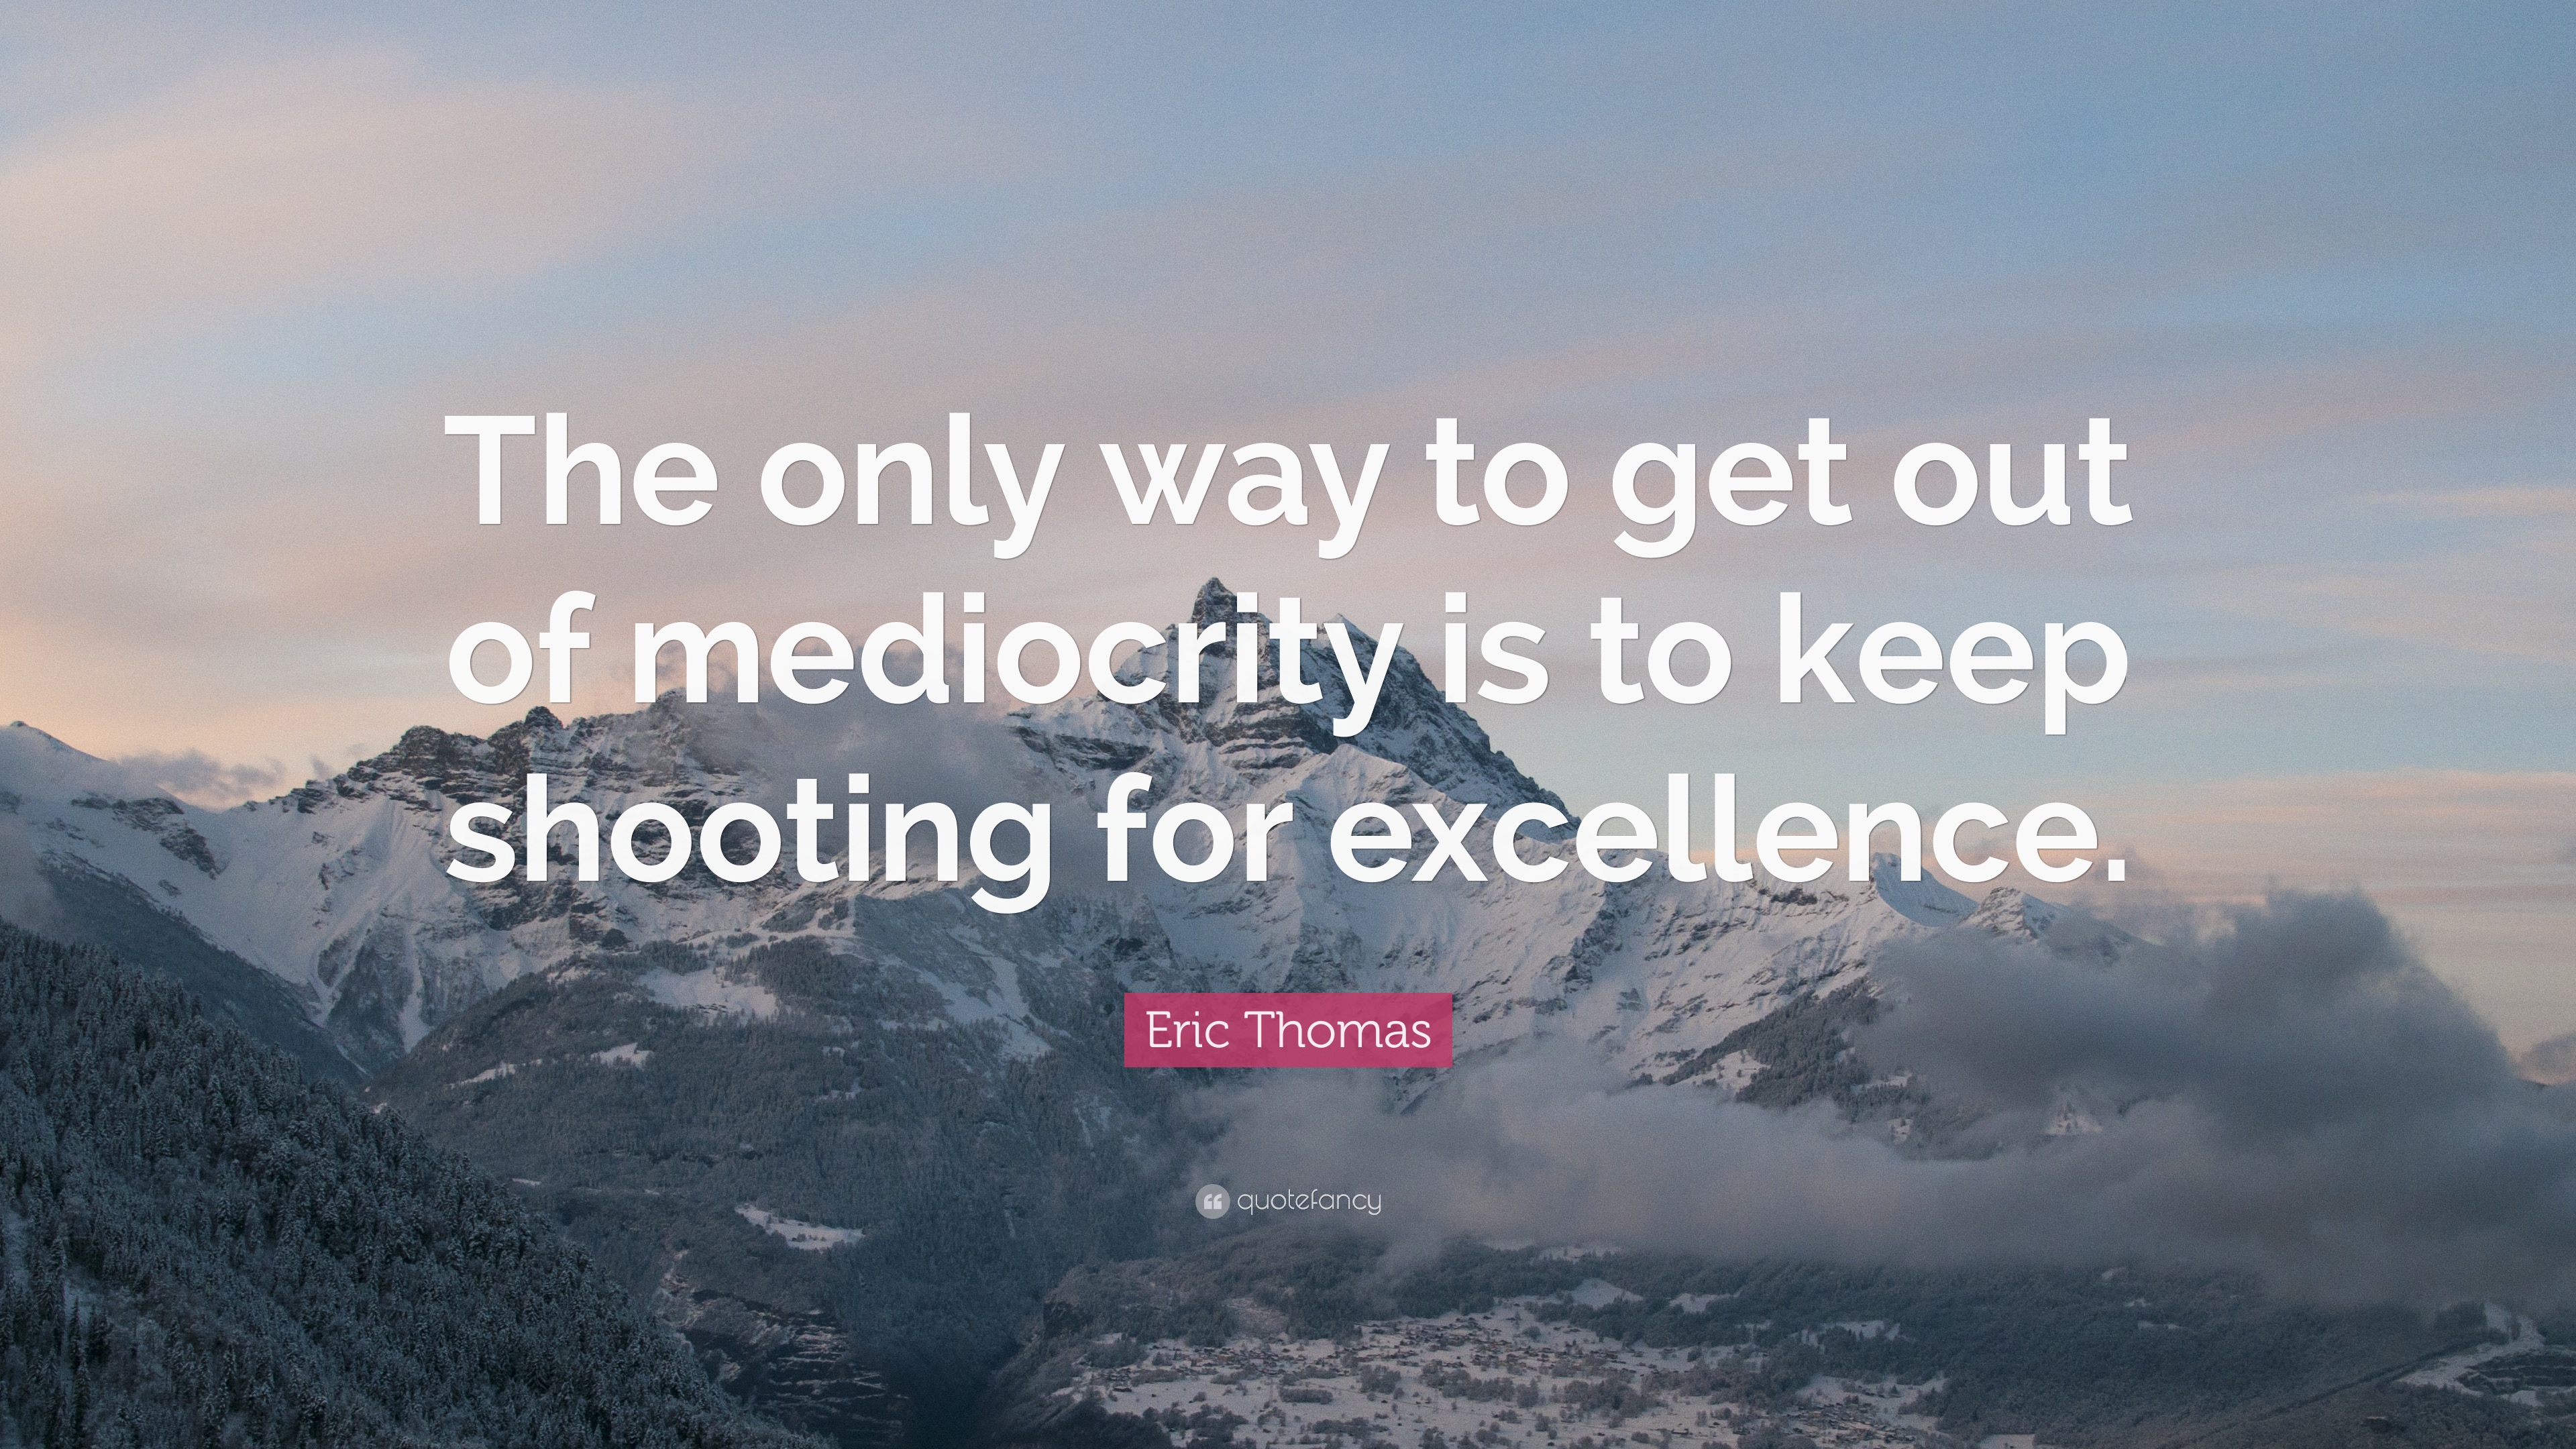 The only way to get out
of mediocrity is to keep
shooting for excellence.
Eric Thomas
quotefancy